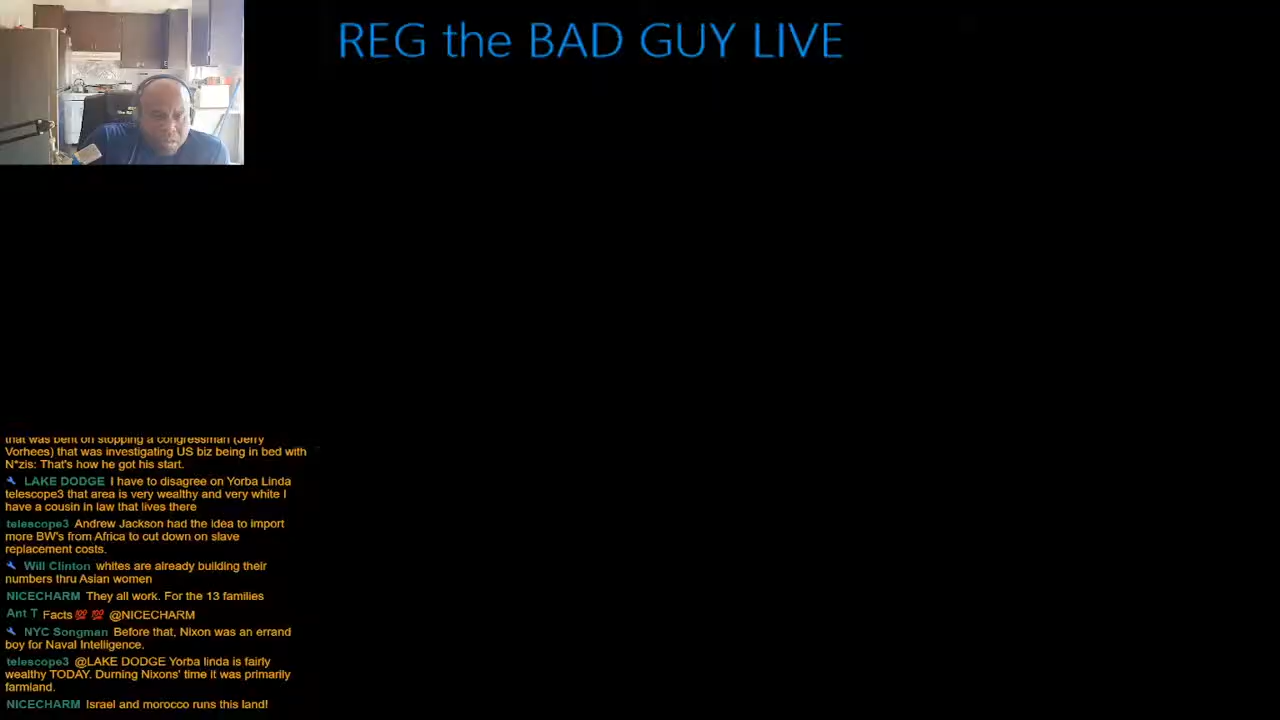 REG the BAD GUY LIVE
that was bent on stopping a congressman (Jerry
Vorhees) that was investigating US biz being in bed with
N*zis: That's how he got his start.
LAKE DODGE I have to disagree on Yorba Linda
telescope3 that area is very wealthy and very white I
have a cousin in law that lives there
telescope3 Andrew Jackson had the idea to import
more BW's from Africa to cut down on slave
replacement costs.
Will Clinton whites are already building their
numbers thru Asian women
NICECHARM They all work. For the 13 families
Ant T Facts💯 💯 @NICECHARM
NYC Songman Before that, Nixon was an errand
boy for Naval Intelligence.
telescope3 @LAKE DODGE Yorba linda is fairly
wealthy TODAY. Durning Nixons' time it was primarily
farmland.
NICECHARM Israel and morocco runs this land!